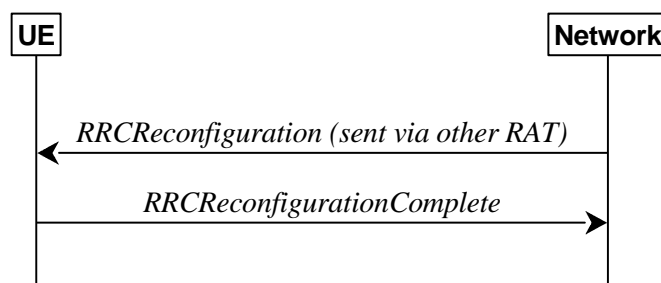 UE
Network
RRCReconfiguration (sent via other RAT)
RRCReconfigurationComplete